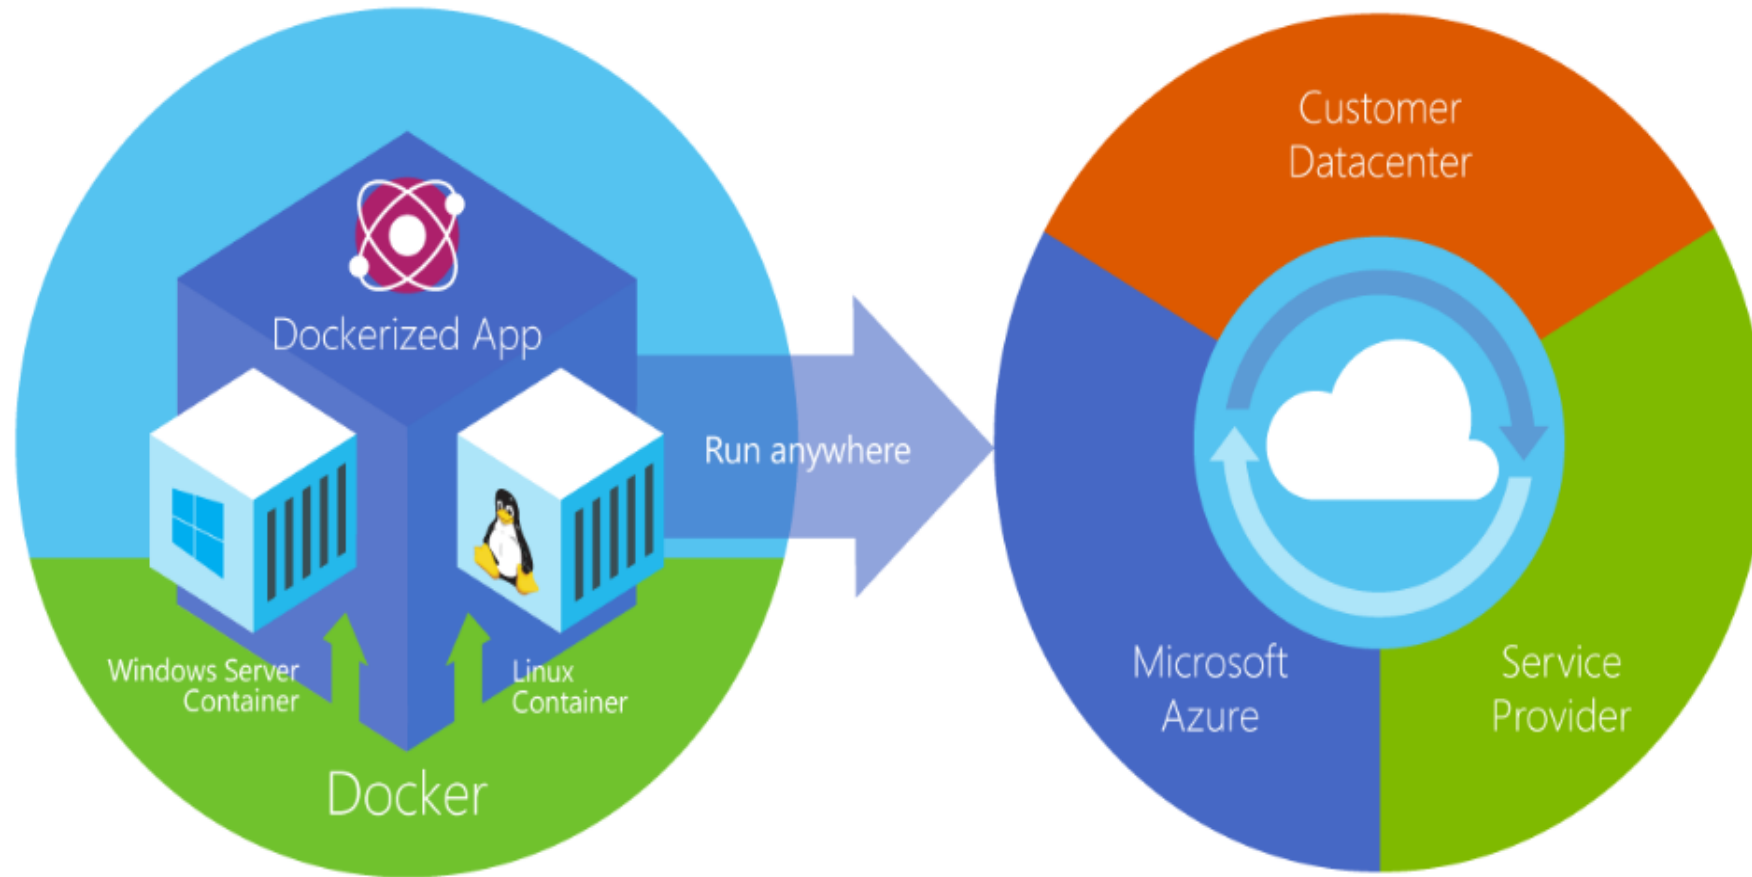 Dockerized App
Windows Server
Container
Linux
Container
Docker
Run anywhere
Customer
Datacenter
Microsoft
Azure
Service
Provider